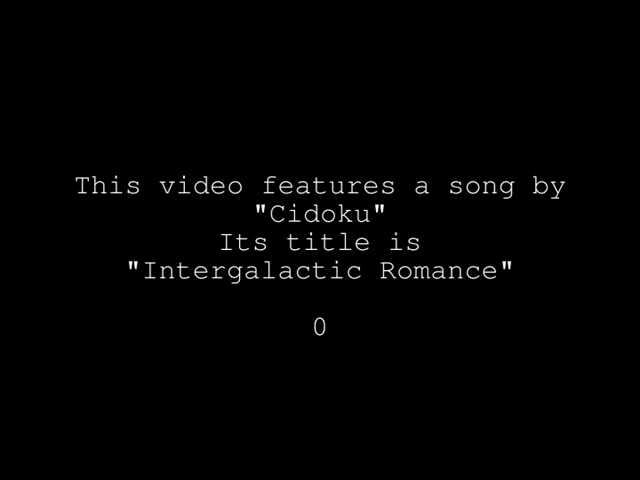 This video features a song by
"Cidoku"
Its title is
"Intergalactic Romance"
0